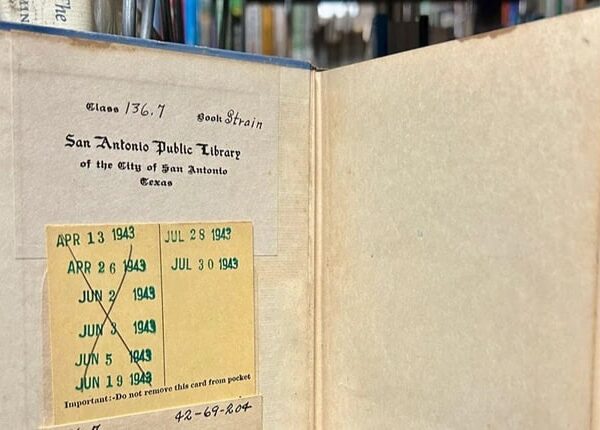 The
Class 136.7 Book Strain
San Antonio Public Library
of the City of San Antonio
Texas
APR 13 1943 JUL 28 1943
APR 26 1943 JUL 30 1943
JUN 2 1943
JUN 3 1943
JUN 5 1943
JUN 19 1943
Important:-Do not remove this card from pocket
42-69-204